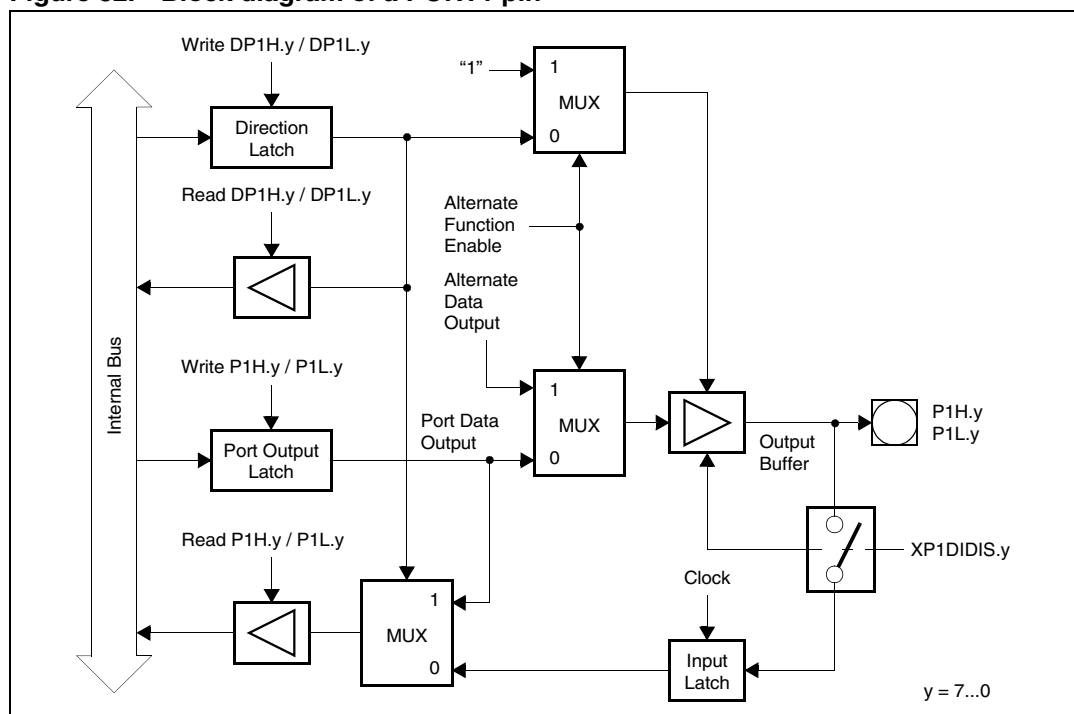 Block diagram of a PORT1 pin
Write DP1H.y / DP1L.y
"1"
1
MUX
0
Direction
Latch
Read DP1H.y / DP1L.y
Alternate
Function
Enable
Alternate
Data
Output
Internal Bus
Write P1H.y / P1L.y
1
MUX
0
Port Data
Output
Port Output
Latch
Output
Buffer
P1H.y
P1L.y
Read P1H.y / P1L.y
XP1DIDIS.y
Clock
1
MUX
0
Input
Latch
y = 7...0